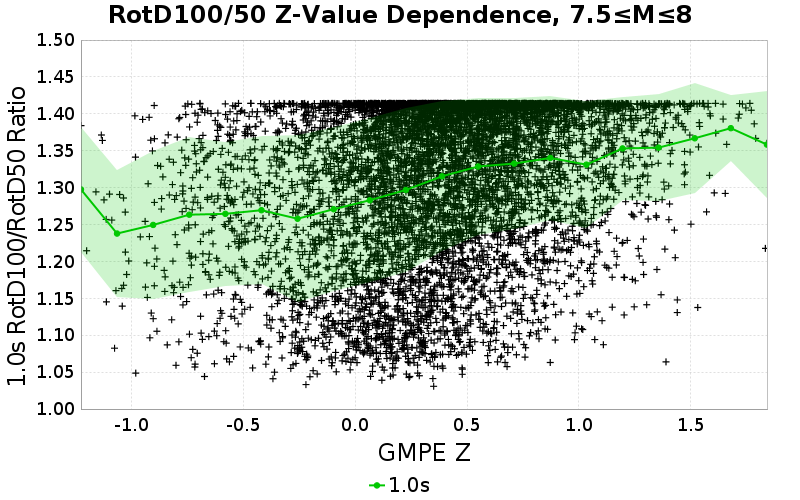 RotD100/50 Z-Value Dependence, 7.5≤M≤8
1.50
1.45
1.40
1.35
1.30
1.25
1.20
1.15
1.10
1.05
1.00
1.0s RotD100/RotD50 Ratio
-1.0 -0.5 0.0 0.5 1.0 1.5
GMPE Z
1.0s